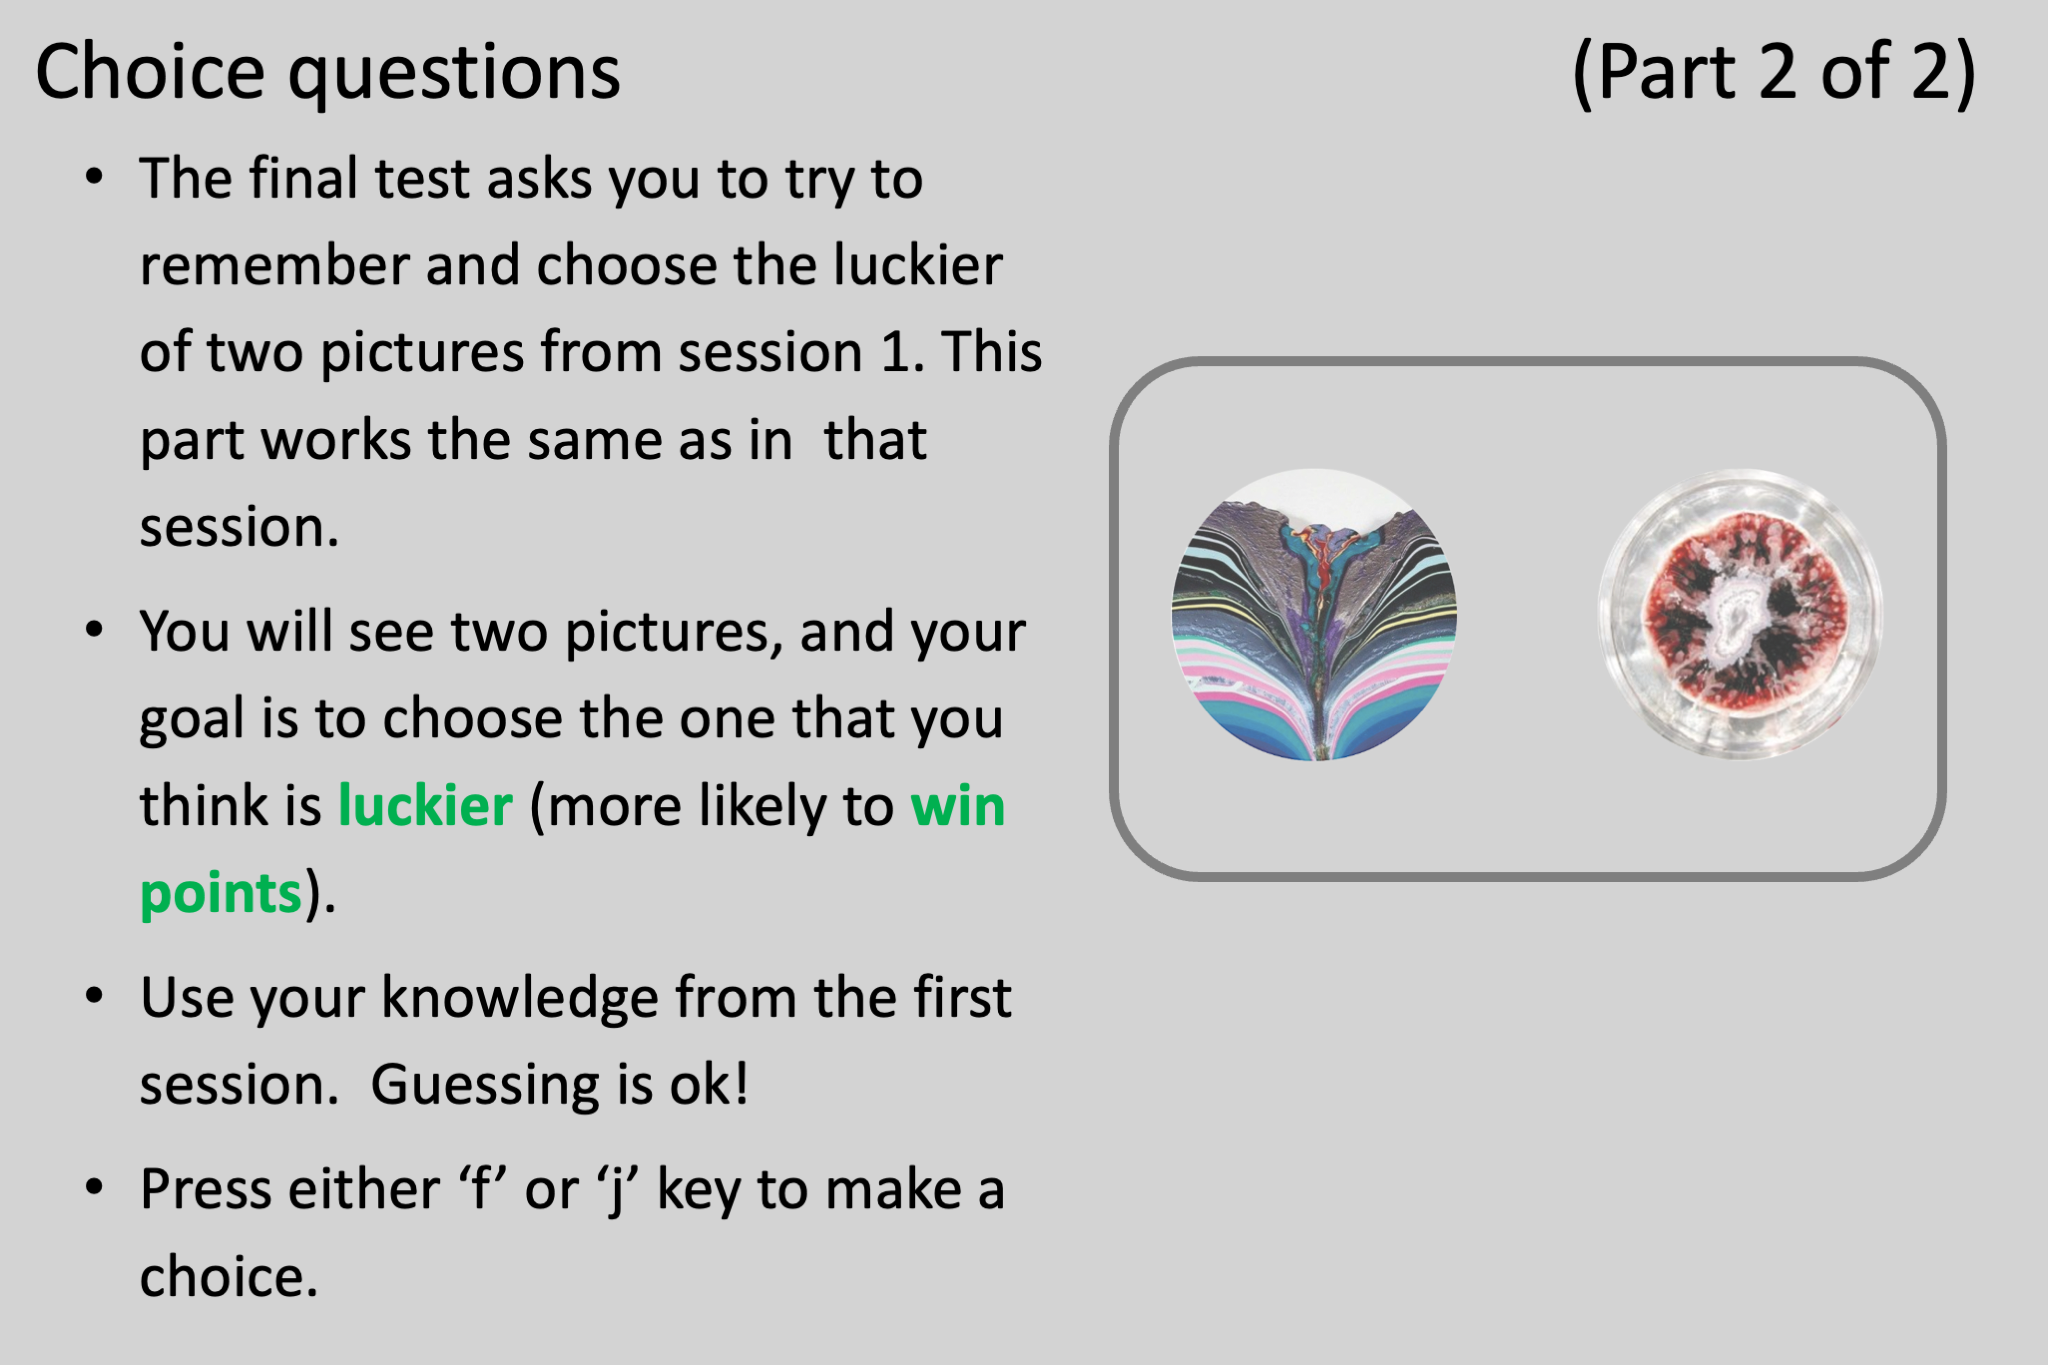 Choice questions
(Part 2 of 2)
• The final test asks you to try to
remember and choose the luckier
of two pictures from session 1. This
part works the same as in  that
session.
• You will see two pictures, and your
goal is to choose the one that you
think is luckier (more likely to win
points).
• Use your knowledge from the first
session.  Guessing is ok!
• Press either ‘f’ or ‘j’ key to make a
choice.